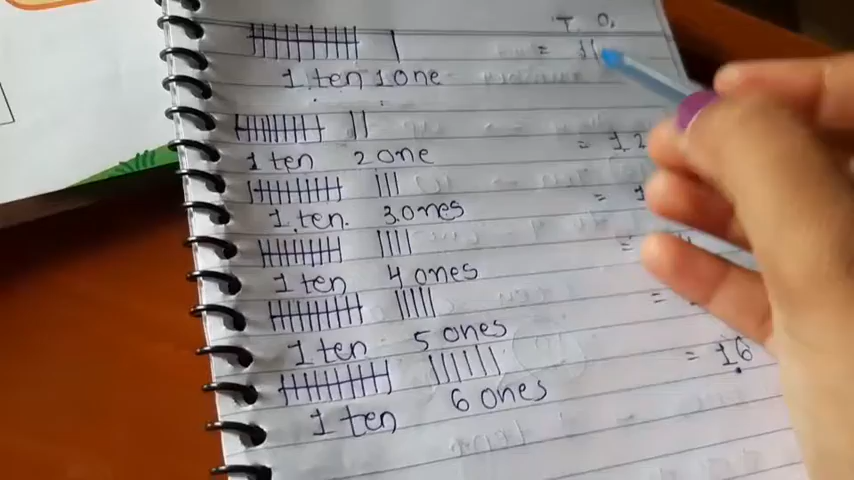 T. O.
= 11
1 ten 1 One
= 12
1 ten 2 one
=
1 ten 3 Ones
=
1 ten 4 ones
=
1 ten 5 ones
= 16
1 ten 6 Ones